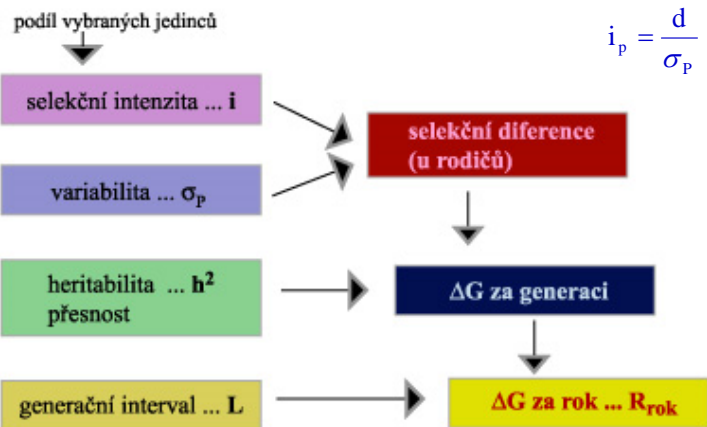 podíl vybraných jedinců
i_p = d / σ_P
selekční intenzita ... i
selekční diference
(u rodičů)
variabilita ... σ_P
heritabilita ... h²
přesnost
ΔG za generaci
generační interval ... L
ΔG za rok ... R_rok